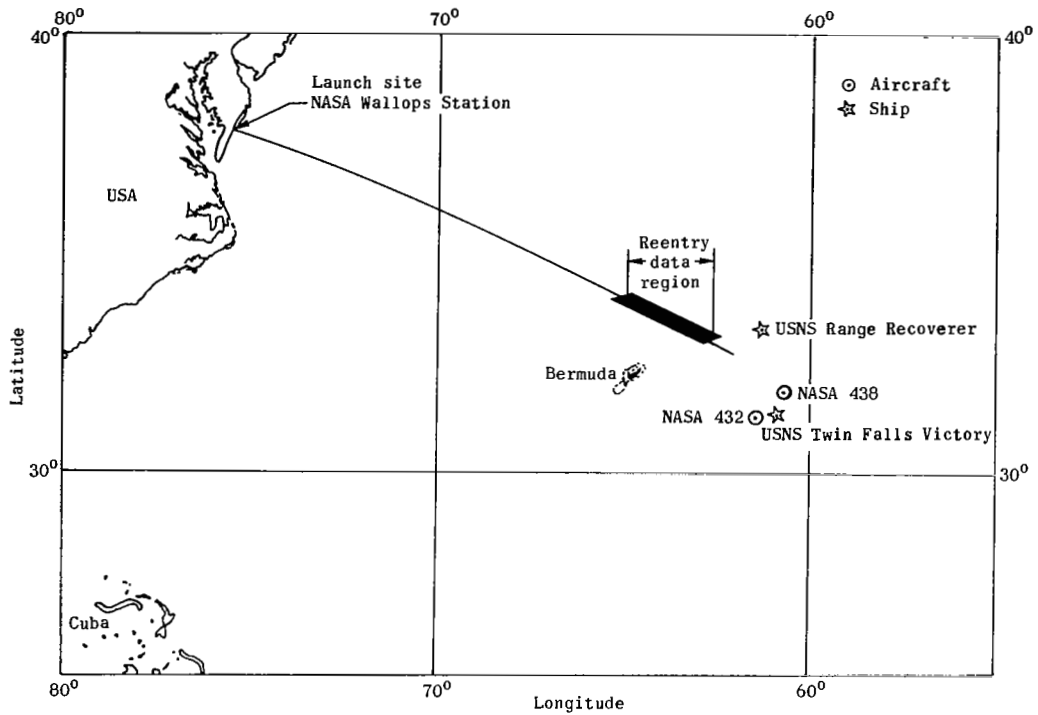 80° 70° 60°
40° 40°
Launch site
NASA Wallops Station
Aircraft
Ship
USA
Reentry
data
region
USNS Range Recoverer
Bermuda
NASA 438
NASA 432
USNS Twin Falls Victory
Latitude
30° 30°
Cuba
80° 70° 60°
Longitude